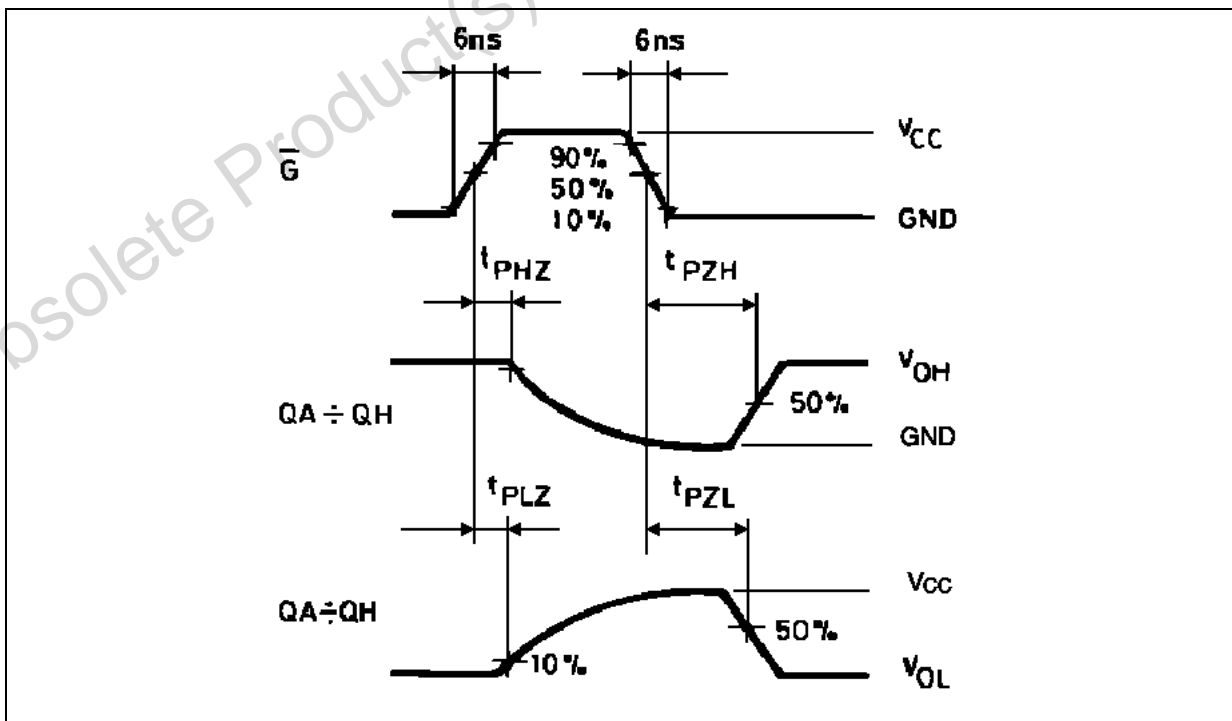 Obsolete Product(s)
6ns 6ns
G̅
VCC
90%
50%
10%
GND
tPHZ tPZH
VOH
QA ÷ QH
50%
GND
tPLZ tPZL
VCC
QA÷QH
50%
10%
VOL